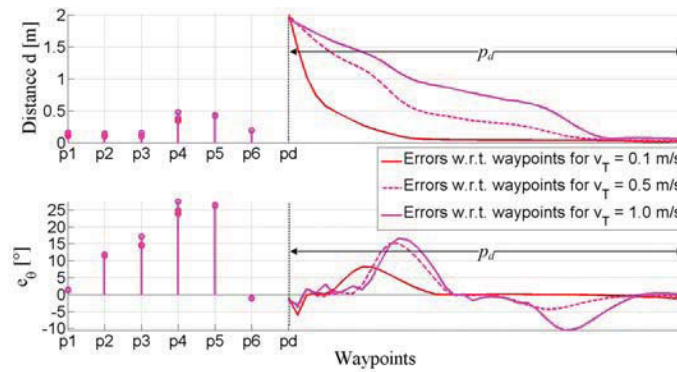 Distance d [m]
2
1.5
1
0.5
0
p1 p2 p3 p4 p5 p6 pd
p_d
Errors w.r.t. waypoints for v_T = 0.1 m/s
Errors w.r.t. waypoints for v_T = 0.5 m/s
Errors w.r.t. waypoints for v_T = 1.0 m/s
e_θ [°]
25
20
15
10
5
0
-5
-10
p_d
p1 p2 p3 p4 p5 p6 pd
Waypoints